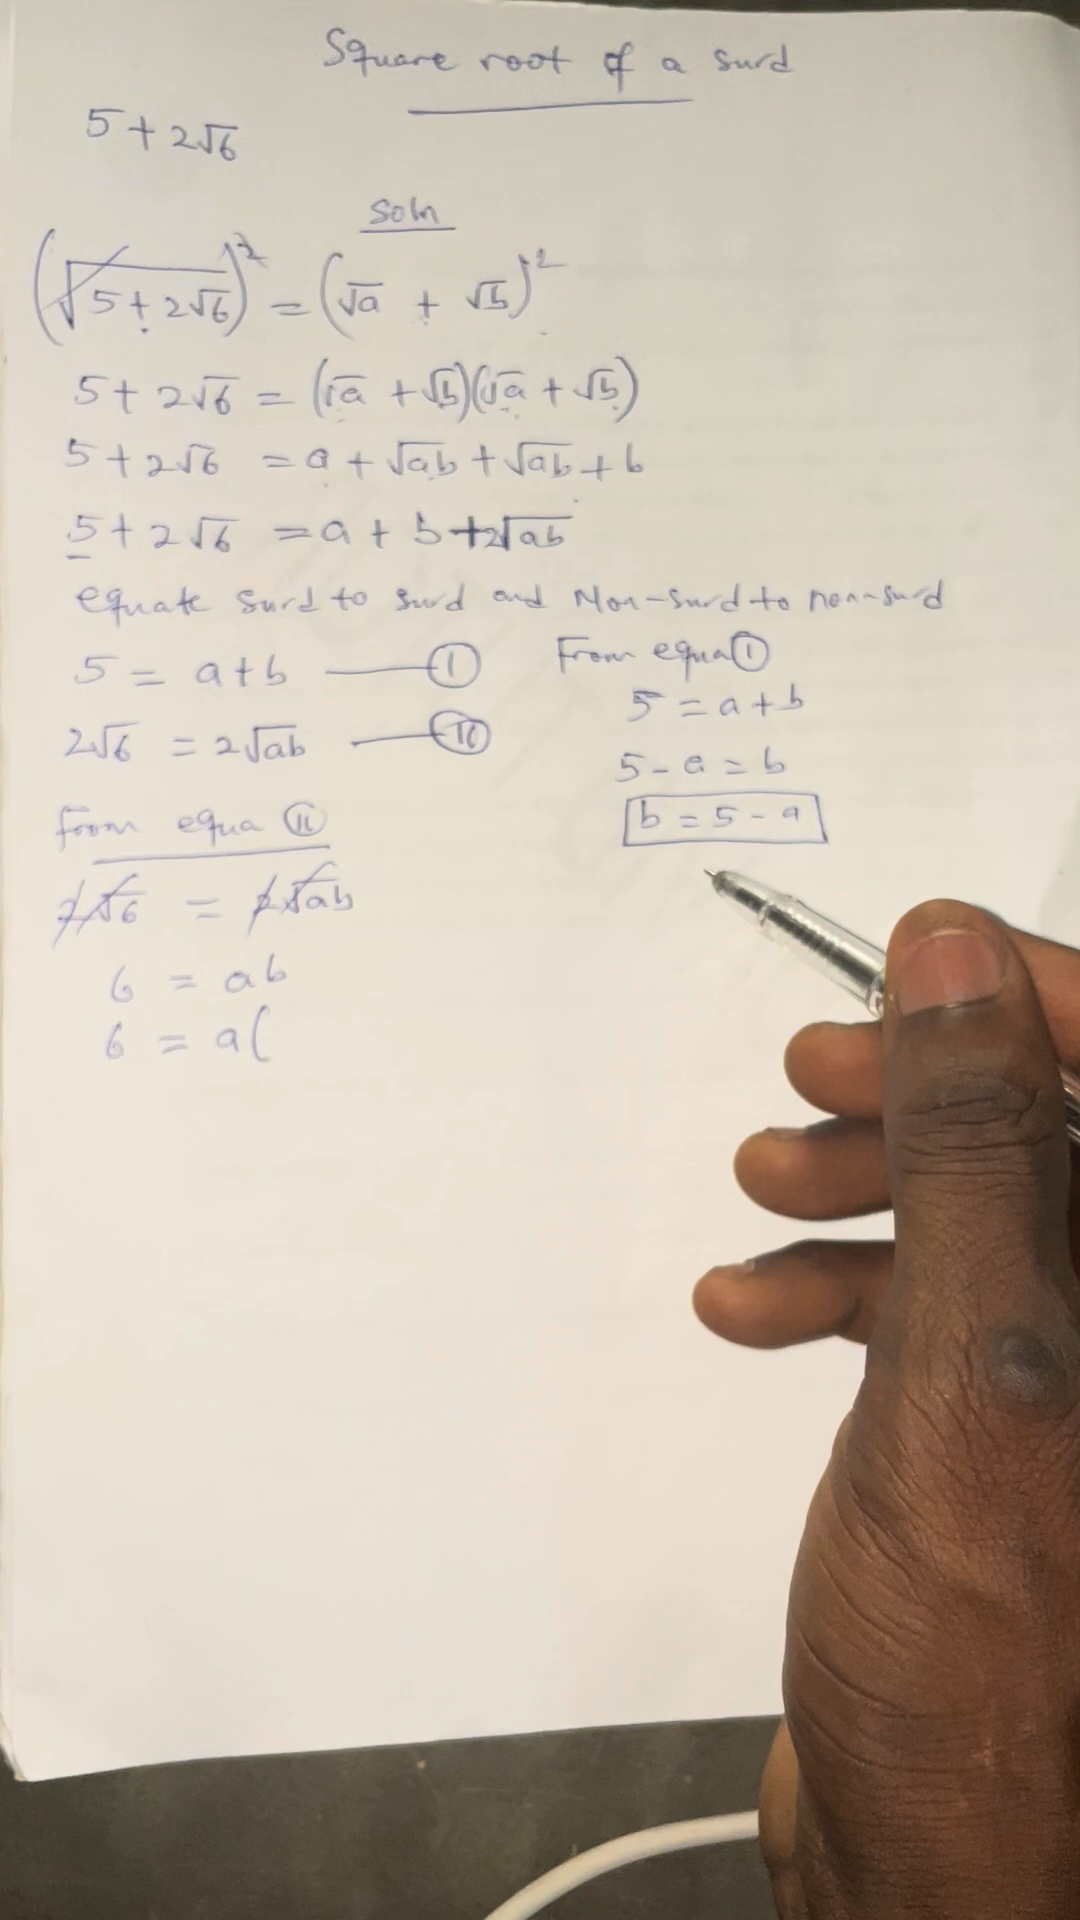 Square root of a surd
5 + 2√6
Soln
(√(5 + 2√6))² = (√a + √b)²
5 + 2√6 = (√a + √b)(√a + √b)
5 + 2√6 = a + √ab + √ab + b
5 + 2√6 = a + b + 2√ab
equate surd to surd and Non-surd to non-surd
5 = a + b — (I)
2√6 = 2√ab — (II)
From equa (II)
2√6 = 2√ab
6 = ab
6 = a(
From equa (I)
5 = a + b
5 - a = b
b = 5 - a